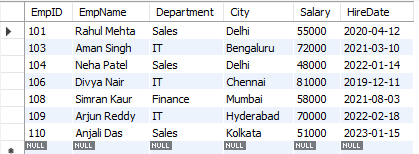 EmpID EmpName Department City Salary HireDate
101 Rahul Mehta Sales Delhi 55000 2020-04-12
103 Aman Singh IT Bengaluru 72000 2021-03-10
104 Neha Patel Sales Delhi 48000 2022-01-14
106 Divya Nair IT Chennai 81000 2019-12-11
108 Simran Kaur Finance Mumbai 58000 2021-08-03
109 Arjun Reddy IT Hyderabad 70000 2022-02-18
110 Anjali Das Sales Kolkata 51000 2023-01-15
NULL NULL NULL NULL NULL NULL